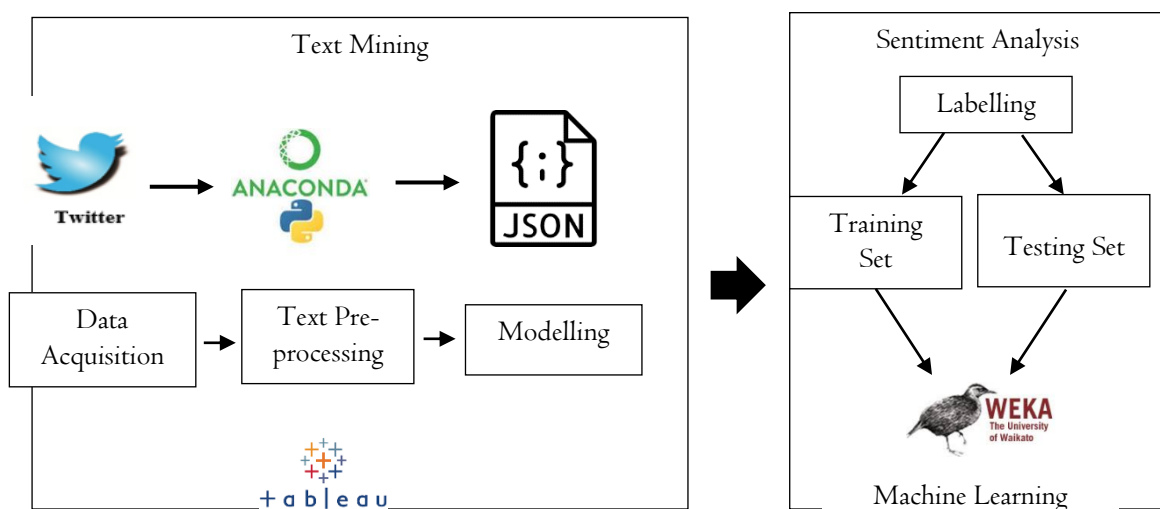 Text Mining
Twitter
ANACONDA
{;}
JSON
Data
Acquisition
Text Pre-
processing
Modelling
+ableau
Sentiment Analysis
Labelling
Training
Set
Testing Set
WEKA
The University
of Waikato
Machine Learning